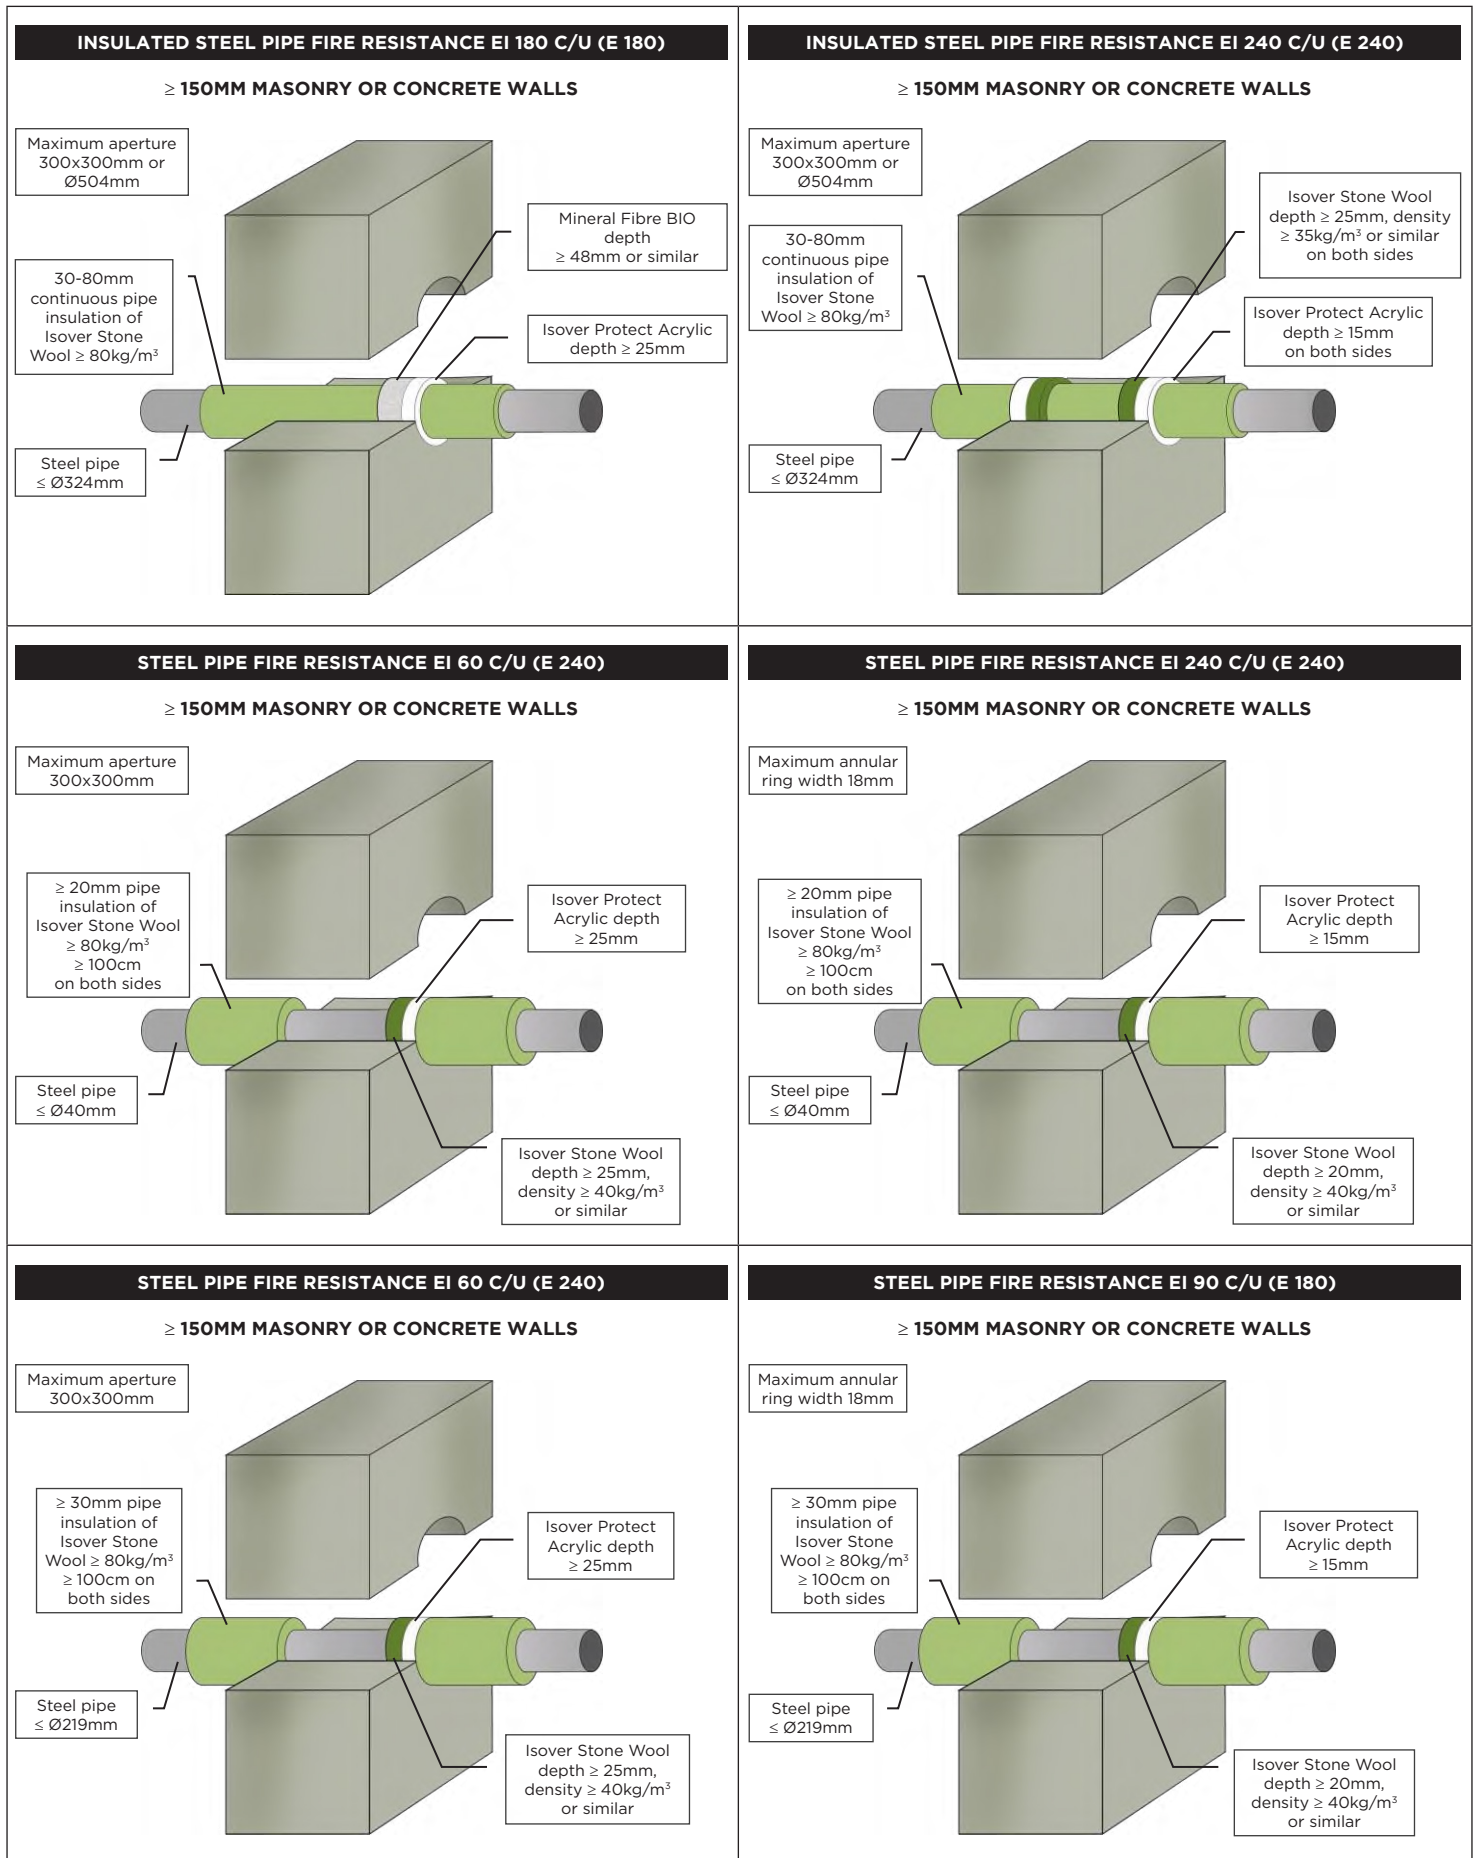 INSULATED STEEL PIPE FIRE RESISTANCE EI 180 C/U (E 180)
≥ 150MM MASONRY OR CONCRETE WALLS
Maximum aperture
300x300mm or
Ø504mm
Mineral Fibre BIO
depth
≥ 48mm or similar
30-80mm
continuous pipe
insulation of
Isover Stone
Wool ≥ 80kg/m³
Isover Protect Acrylic
depth ≥ 25mm
Steel pipe
≤ Ø324mm
INSULATED STEEL PIPE FIRE RESISTANCE EI 240 C/U (E 240)
≥ 150MM MASONRY OR CONCRETE WALLS
Maximum aperture
300x300mm or
Ø504mm
Isover Stone Wool
depth ≥ 25mm, density
≥ 35kg/m³ or similar
on both sides
30-80mm
continuous pipe
insulation of
Isover Stone
Wool ≥ 80kg/m³
Isover Protect Acrylic
depth ≥ 15mm
on both sides
Steel pipe
≤ Ø324mm
STEEL PIPE FIRE RESISTANCE EI 60 C/U (E 240)
≥ 150MM MASONRY OR CONCRETE WALLS
Maximum aperture
300x300mm
≥ 20mm pipe
insulation of
Isover Stone Wool
≥ 80kg/m³
≥ 100cm
on both sides
Isover Protect
Acrylic depth
≥ 25mm
Steel pipe
≤ Ø40mm
Isover Stone Wool
depth ≥ 25mm,
density ≥ 40kg/m³
or similar
STEEL PIPE FIRE RESISTANCE EI 240 C/U (E 240)
≥ 150MM MASONRY OR CONCRETE WALLS
Maximum annular
ring width 18mm
≥ 20mm pipe
insulation of
Isover Stone Wool
≥ 80kg/m³
≥ 100cm
on both sides
Isover Protect
Acrylic depth
≥ 15mm
Steel pipe
≤ Ø40mm
Isover Stone Wool
depth ≥ 20mm,
density ≥ 40kg/m³
or similar
STEEL PIPE FIRE RESISTANCE EI 60 C/U (E 240)
≥ 150MM MASONRY OR CONCRETE WALLS
Maximum aperture
300x300mm
≥ 30mm pipe
insulation of
Isover Stone
Wool ≥ 80kg/m³
≥ 100cm on
both sides
Isover Protect
Acrylic depth
≥ 25mm
Steel pipe
≤ Ø219mm
Isover Stone Wool
depth ≥ 25mm,
density ≥ 40kg/m³
or similar
STEEL PIPE FIRE RESISTANCE EI 90 C/U (E 180)
≥ 150MM MASONRY OR CONCRETE WALLS
Maximum annular
ring width 18mm
≥ 30mm pipe
insulation of
Isover Stone
Wool ≥ 80kg/m³
≥ 100cm on
both sides
Isover Protect
Acrylic depth
≥ 15mm
Steel pipe
≤ Ø219mm
Isover Stone Wool
depth ≥ 20mm,
density ≥ 40kg/m³
or similar